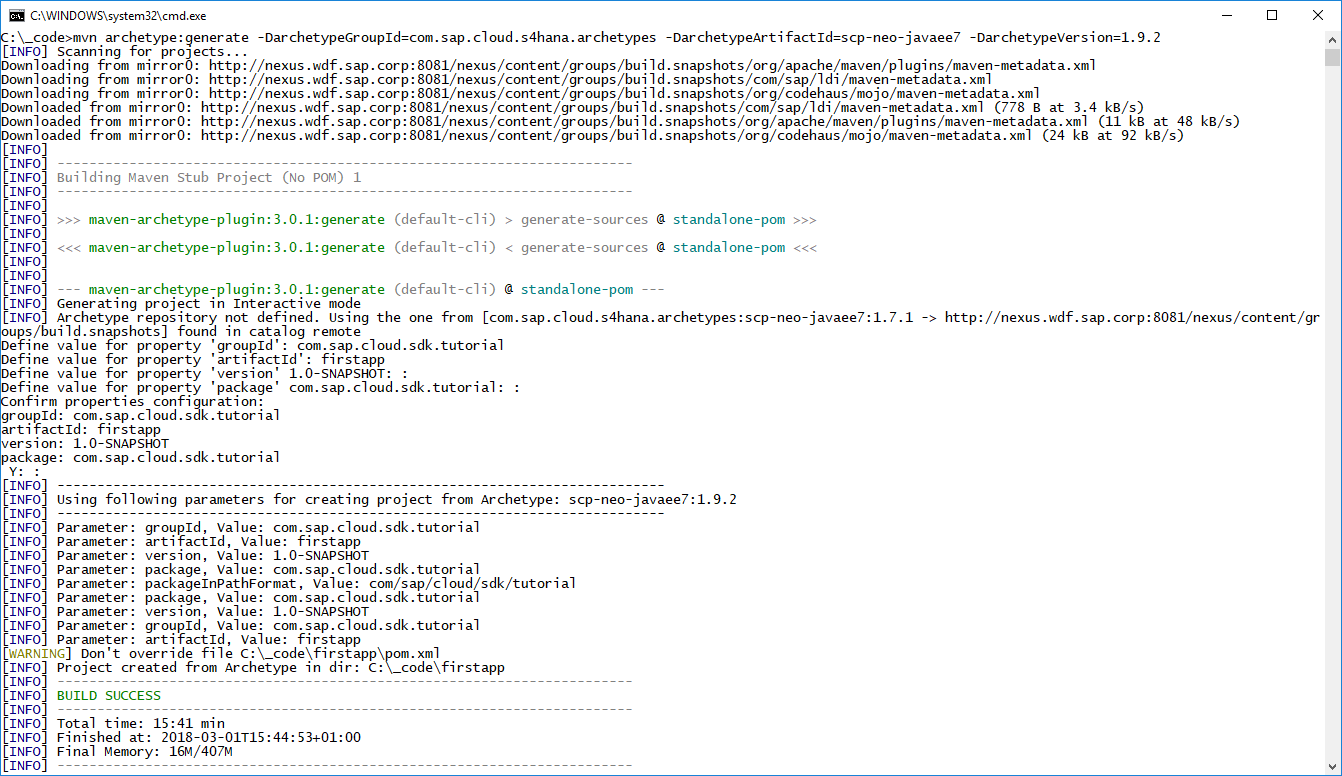 C:\WINDOWS\system32\cmd.exe
C:\_code>mvn archetype:generate -DarchetypeGroupId=com.sap.cloud.s4hana.archetypes -DarchetypeArtifactId=scp-neo-javaee7 -DarchetypeVersion=1.9.2
[INFO] Scanning for projects...
Downloading from mirror0: http://nexus.wdf.sap.corp:8081/nexus/content/groups/build.snapshots/org/apache/maven/plugins/maven-metadata.xml
Downloading from mirror0: http://nexus.wdf.sap.corp:8081/nexus/content/groups/build.snapshots/com/sap/ldi/maven-metadata.xml
Downloading from mirror0: http://nexus.wdf.sap.corp:8081/nexus/content/groups/build.snapshots/org/codehaus/mojo/maven-metadata.xml
Downloaded from mirror0: http://nexus.wdf.sap.corp:8081/nexus/content/groups/build.snapshots/com/sap/ldi/maven-metadata.xml (778 B at 3.4 kB/s)
Downloaded from mirror0: http://nexus.wdf.sap.corp:8081/nexus/content/groups/build.snapshots/org/apache/maven/plugins/maven-metadata.xml (11 kB at 48 kB/s)
Downloaded from mirror0: http://nexus.wdf.sap.corp:8081/nexus/content/groups/build.snapshots/org/codehaus/mojo/maven-metadata.xml (24 kB at 92 kB/s)
[INFO]
[INFO] ------------------------------------------------------------------------
[INFO] Building Maven Stub Project (No POM) 1
[INFO] ------------------------------------------------------------------------
[INFO]
[INFO] >>> maven-archetype-plugin:3.0.1:generate (default-cli) > generate-sources @ standalone-pom >>>
[INFO]
[INFO] <<< maven-archetype-plugin:3.0.1:generate (default-cli) < generate-sources @ standalone-pom <<<
[INFO]
[INFO]
[INFO] --- maven-archetype-plugin:3.0.1:generate (default-cli) @ standalone-pom ---
[INFO] Generating project in Interactive mode
[INFO] Archetype repository not defined. Using the one from [com.sap.cloud.s4hana.archetypes:scp-neo-javaee7:1.7.1 -> http://nexus.wdf.sap.corp:8081/nexus/content/gr
oups/build.snapshots] found in catalog remote
Define value for property 'groupId': com.sap.cloud.sdk.tutorial
Define value for property 'artifactId': firstapp
Define value for property 'version' 1.0-SNAPSHOT: :
Define value for property 'package' com.sap.cloud.sdk.tutorial: :
Confirm properties configuration:
groupId: com.sap.cloud.sdk.tutorial
artifactId: firstapp
version: 1.0-SNAPSHOT
package: com.sap.cloud.sdk.tutorial
 Y: :
[INFO] ----------------------------------------------------------------------------
[INFO] Using following parameters for creating project from Archetype: scp-neo-javaee7:1.9.2
[INFO] ----------------------------------------------------------------------------
[INFO] Parameter: groupId, Value: com.sap.cloud.sdk.tutorial
[INFO] Parameter: artifactId, Value: firstapp
[INFO] Parameter: version, Value: 1.0-SNAPSHOT
[INFO] Parameter: package, Value: com.sap.cloud.sdk.tutorial
[INFO] Parameter: packageInPathFormat, Value: com/sap/cloud/sdk/tutorial
[INFO] Parameter: package, Value: com.sap.cloud.sdk.tutorial
[INFO] Parameter: version, Value: 1.0-SNAPSHOT
[INFO] Parameter: groupId, Value: com.sap.cloud.sdk.tutorial
[INFO] Parameter: artifactId, Value: firstapp
[WARNING] Don't override file C:\_code\firstapp\pom.xml
[INFO] Project created from Archetype in dir: C:\_code\firstapp
[INFO] ------------------------------------------------------------------------
[INFO] BUILD SUCCESS
[INFO] ------------------------------------------------------------------------
[INFO] Total time: 15:41 min
[INFO] Finished at: 2018-03-01T15:44:53+01:00
[INFO] Final Memory: 16M/407M
[INFO] ------------------------------------------------------------------------